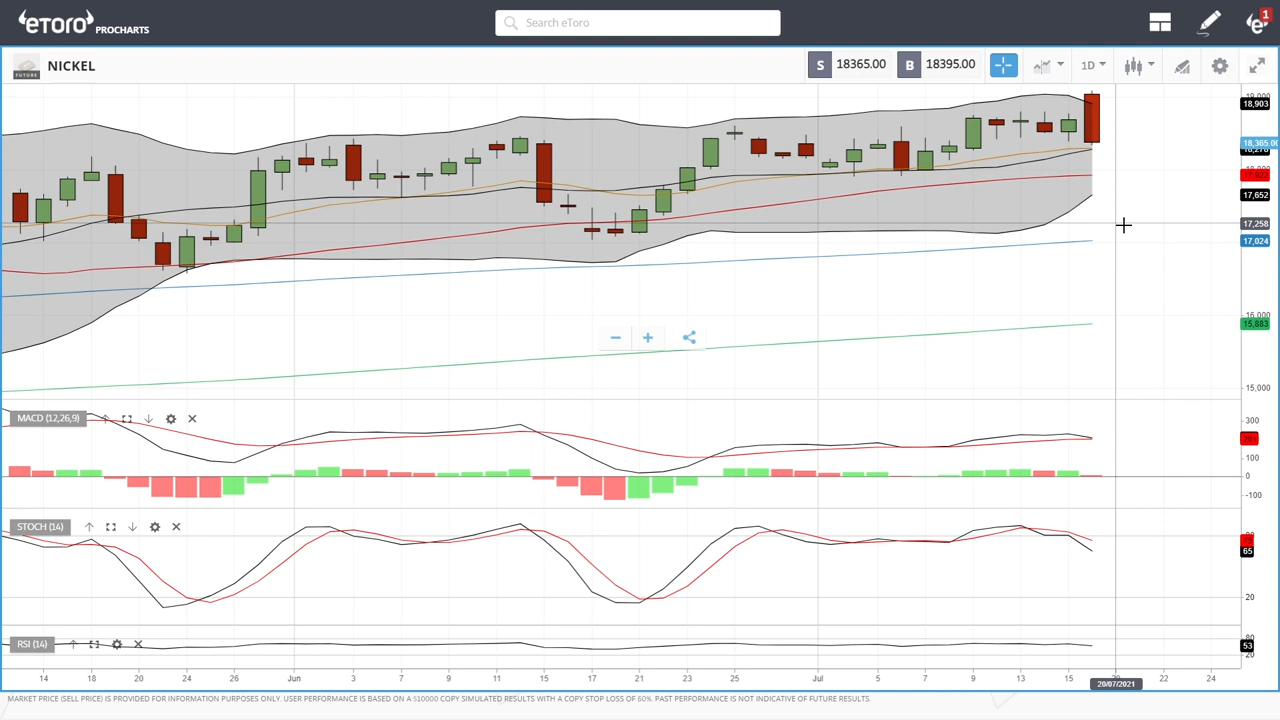 eToro PROCHARTS
Search eToro
1
FUTURE
NICKEL
S 18365.00 B 18395.00
1D
18,903
18,365.00
17,652
17,258
17,024
16,000
15,883
15,000
MACD (12,26,9)
300
100
0
-100
STOCH (14)
65
20
RSI (14)
80
53
20
14 18 20 24 26 Jun 3 7 9 11 15 17 21 23 25 Jul 5 7 9 13 15 22 24
20/07/2021
MARKET PRICE (SELL PRICE) IS PROVIDED FOR INFORMATION PURPOSES ONLY. USER PERFORMANCE IS BASED ON A $10000 COPY SIMULATED RESULTS WITH A COPY STOP LOSS OF 60%. PAST PERFORMANCE IS NOT INDICATIVE OF FUTURE RESULTS.